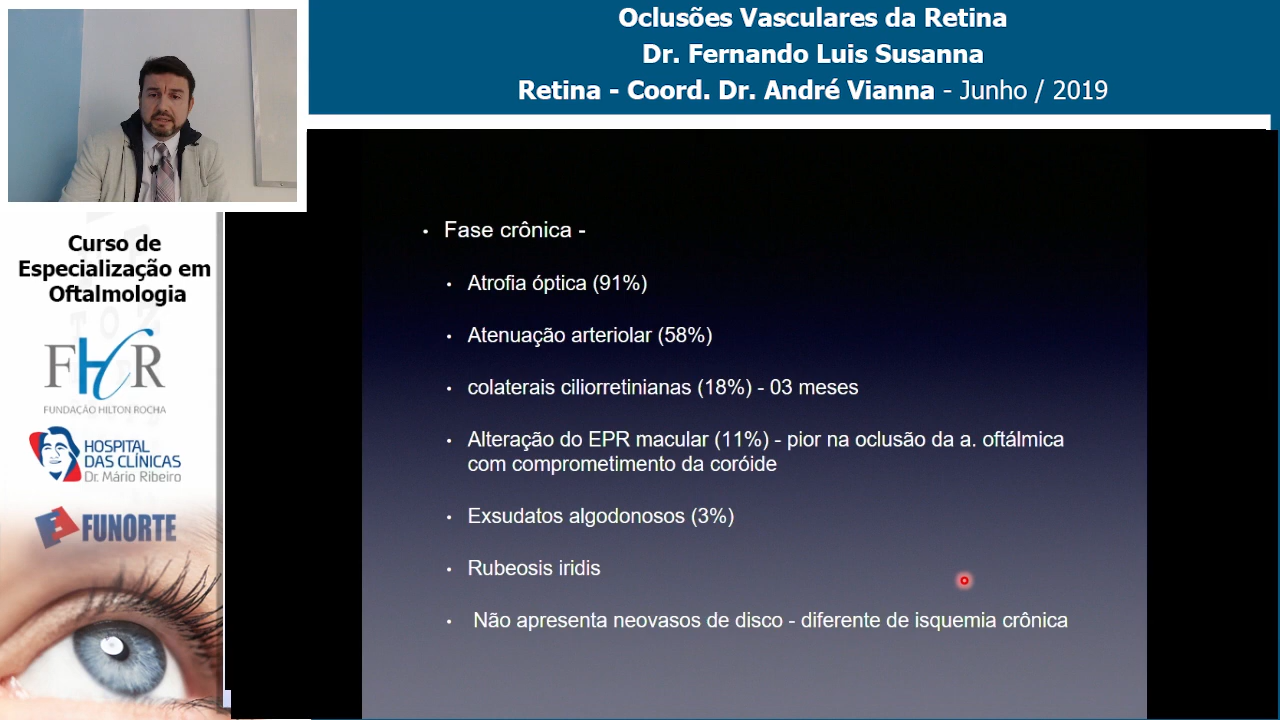 Oclusões Vasculares da Retina
Dr. Fernando Luis Susanna
Retina - Coord. Dr. André Vianna - Junho / 2019
Curso de
Especialização em
Oftalmologia
FHR
FUNDAÇÃO HILTON ROCHA
HOSPITAL
DAS CLÍNICAS
Dr. Mário Ribeiro
FUNORTE
• Fase crônica -
• Atrofia óptica (91%)
• Atenuação arteriolar (58%)
• colaterais ciliorretinianas (18%) - 03 meses
• Alteração do EPR macular (11%) - pior na oclusão da a. oftálmica
com comprometimento da coróide
• Exsudatos algodonosos (3%)
• Rubeosis iridis
• Não apresenta neovasos de disco - diferente de isquemia crônica